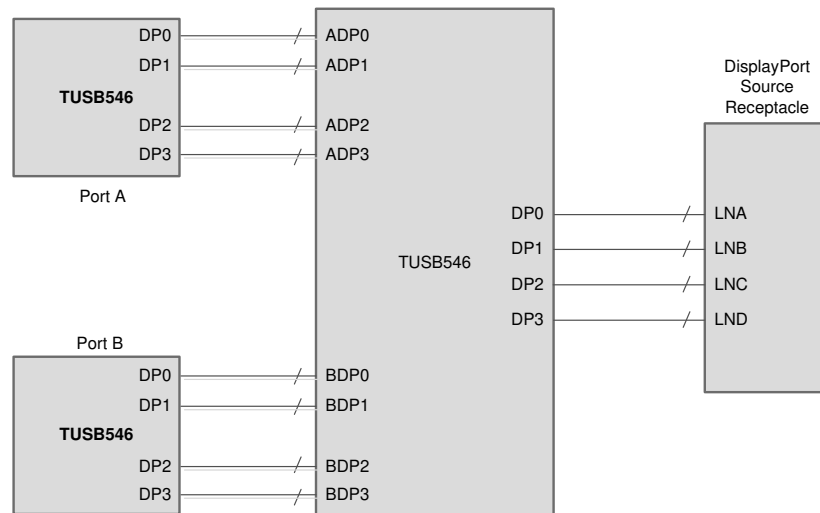 DP0
DP1
TUSB546
DP2
DP3
Port A
ADP0
ADP1
ADP2
ADP3
DisplayPort
Source
Receptacle
DP0
DP1
TUSB546
DP2
DP3
LNA
LNB
LNC
LND
Port B
DP0
DP1
TUSB546
DP2
DP3
BDP0
BDP1
BDP2
BDP3